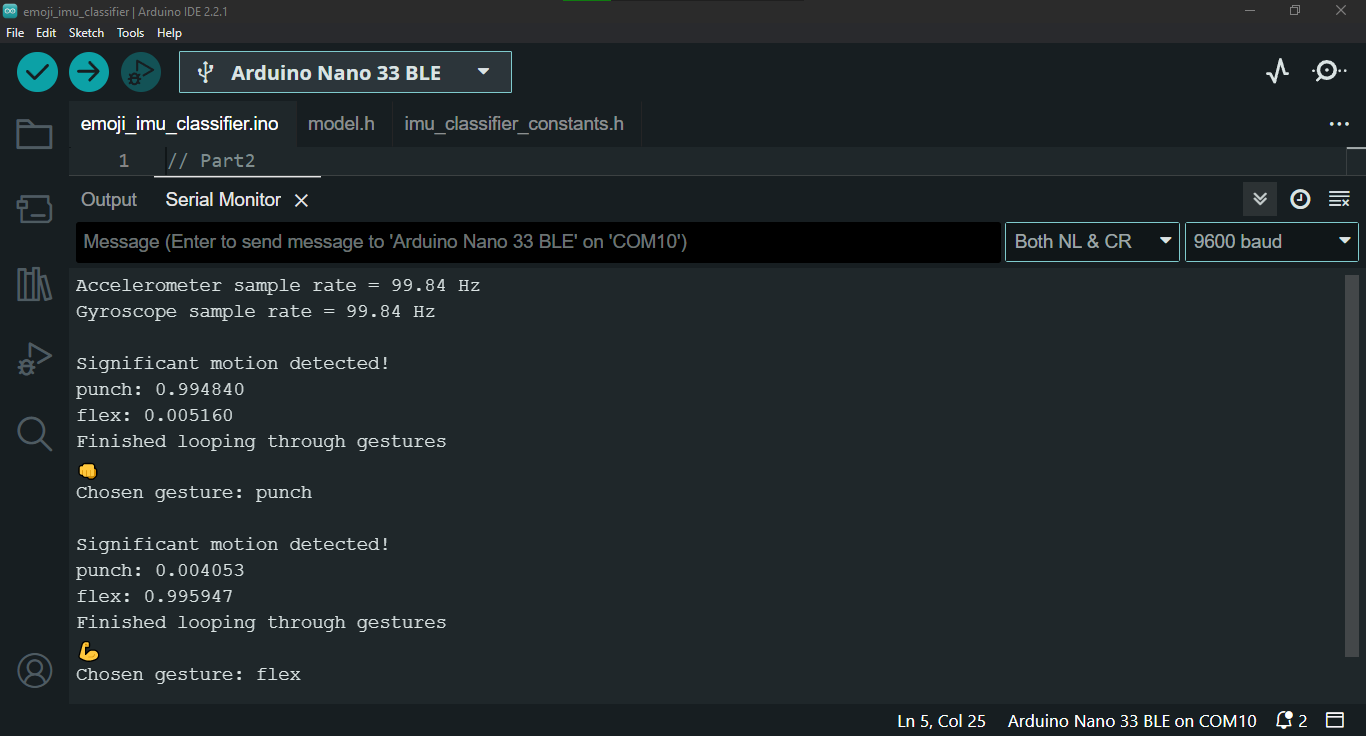 emoji_imu_classifier | Arduino IDE 2.2.1
File Edit Sketch Tools Help
Arduino Nano 33 BLE
emoji_imu_classifier.ino model.h imu_classifier_constants.h
1 // Part2
Output Serial Monitor
Message (Enter to send message to 'Arduino Nano 33 BLE' on 'COM10')
Both NL & CR
9600 baud
Accelerometer sample rate = 99.84 Hz
Gyroscope sample rate = 99.84 Hz
Significant motion detected!
punch: 0.994840
flex: 0.005160
Finished looping through gestures
👊
Chosen gesture: punch
Significant motion detected!
punch: 0.004053
flex: 0.995947
Finished looping through gestures
💪
Chosen gesture: flex
Ln 5, Col 25 Arduino Nano 33 BLE on COM10 2